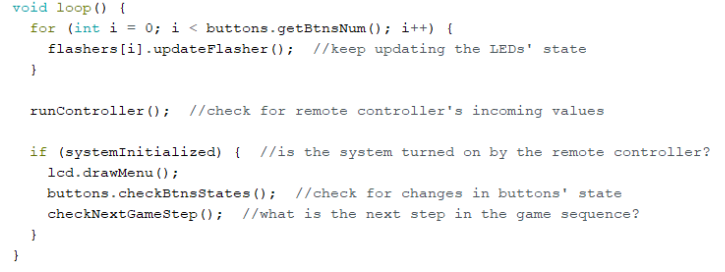 void loop() {
  for (int i = 0; i < buttons.getBtnsNum(); i++) {
    flashers[i].updateFlasher();  //keep updating the LEDs' state
  }

  runController();  //check for remote controller's incoming values

  if (systemInitialized) {  //is the system turned on by the remote controller?
    lcd.drawMenu();
    buttons.checkBtnsStates();  //check for changes in buttons' state
    checkNextGameStep();  //what is the next step in the game sequence?
  }
}